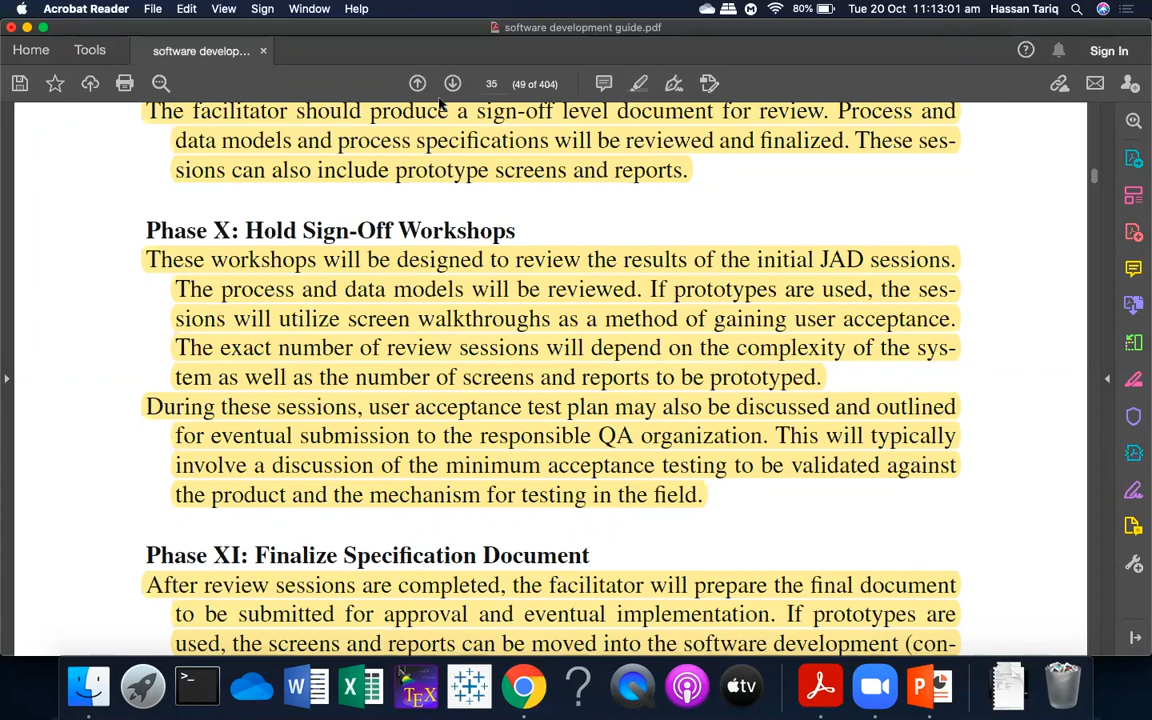 Acrobat Reader File Edit View Sign Window Help 80% Tue 20 Oct 11:13:01 am Hassan Tariq
software development guide.pdf
Home Tools software develop... × Sign In
35 (49 of 404)
The facilitator should produce a sign-off level document for review. Process and
data models and process specifications will be reviewed and finalized. These ses-
sions can also include prototype screens and reports.
Phase X: Hold Sign-Off Workshops
These workshops will be designed to review the results of the initial JAD sessions.
The process and data models will be reviewed. If prototypes are used, the ses-
sions will utilize screen walkthroughs as a method of gaining user acceptance.
The exact number of review sessions will depend on the complexity of the sys-
tem as well as the number of screens and reports to be prototyped.
During these sessions, user acceptance test plan may also be discussed and outlined
for eventual submission to the responsible QA organization. This will typically
involve a discussion of the minimum acceptance testing to be validated against
the product and the mechanism for testing in the field.
Phase XI: Finalize Specification Document
After review sessions are completed, the facilitator will prepare the final document
to be submitted for approval and eventual implementation. If prototypes are
used, the screens and reports can be moved into the software development (con-
tv